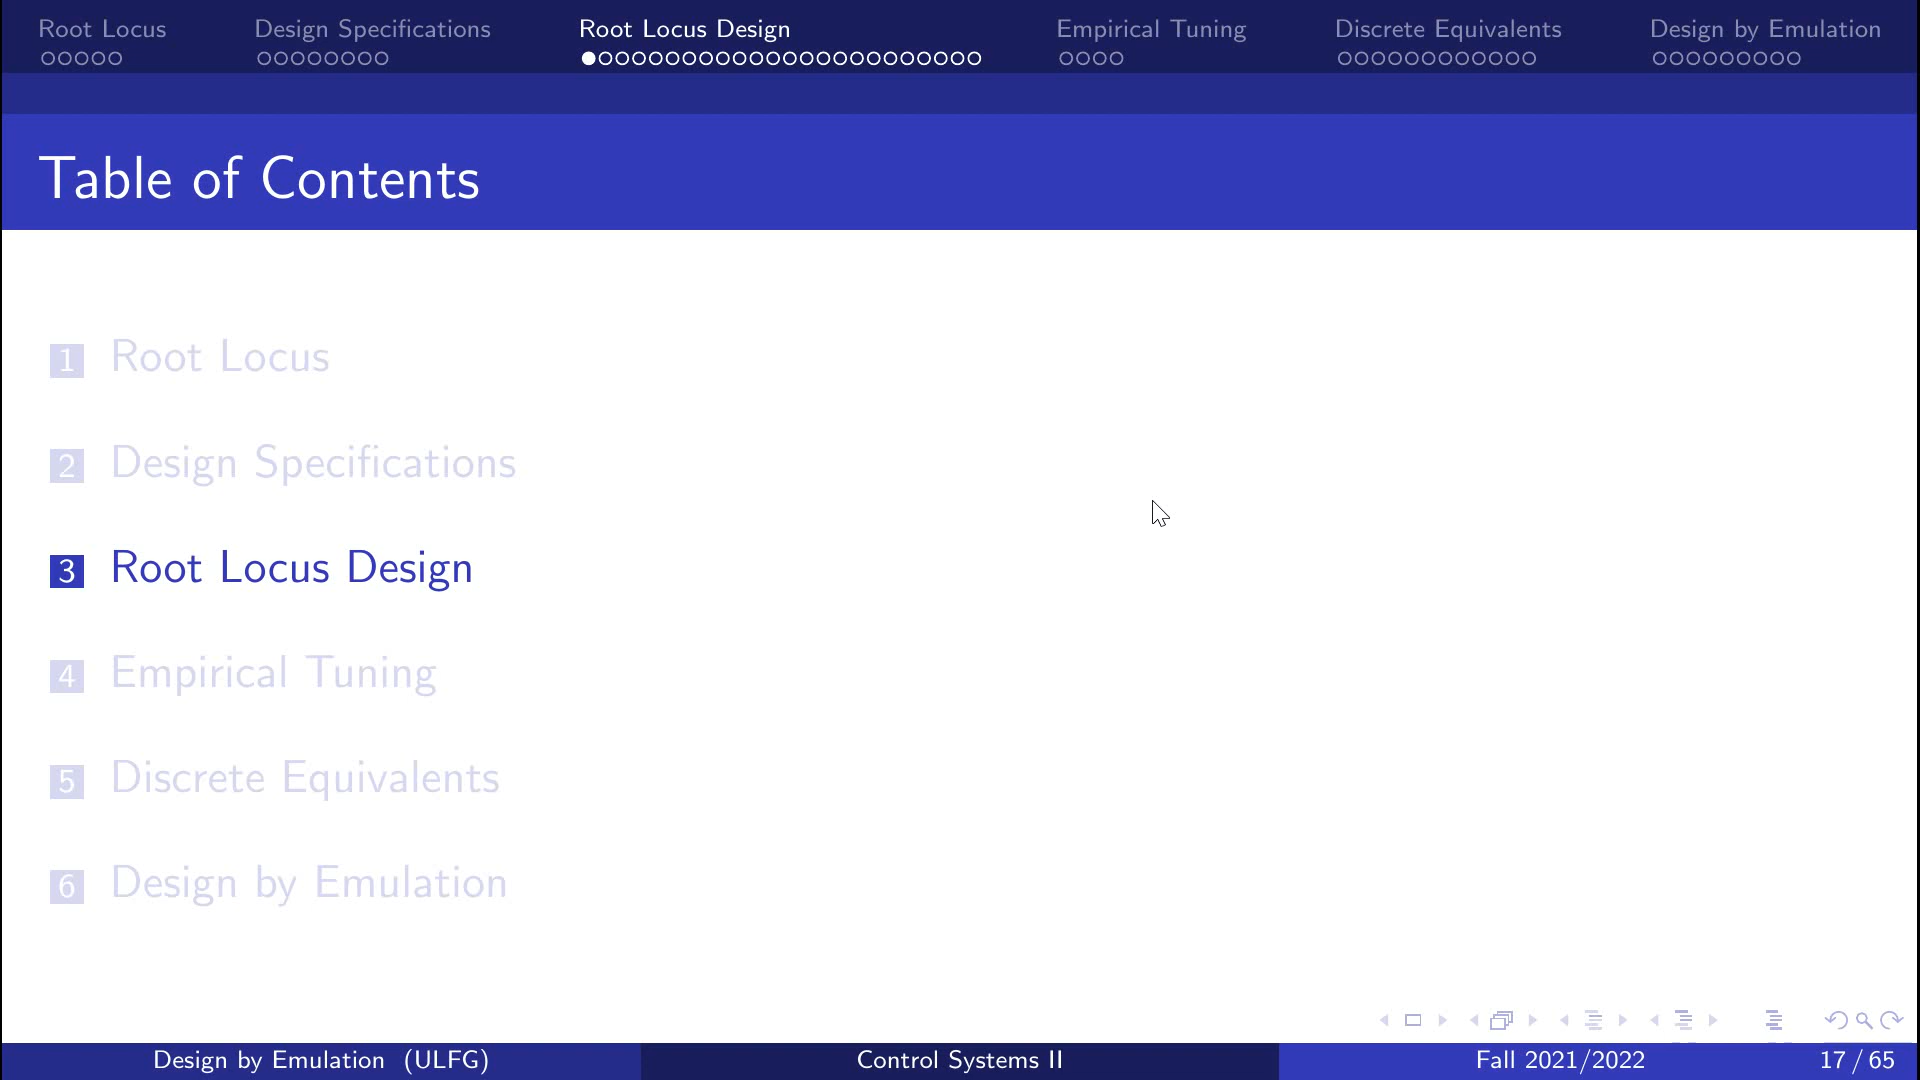 Root Locus Design Specifications Root Locus Design Empirical Tuning Discrete Equivalents Design by Emulation
Table of Contents
1 Root Locus
2 Design Specifications
3 Root Locus Design
4 Empirical Tuning
5 Discrete Equivalents
6 Design by Emulation
Design by Emulation (ULFG) Control Systems II Fall 2021/2022 17 / 65